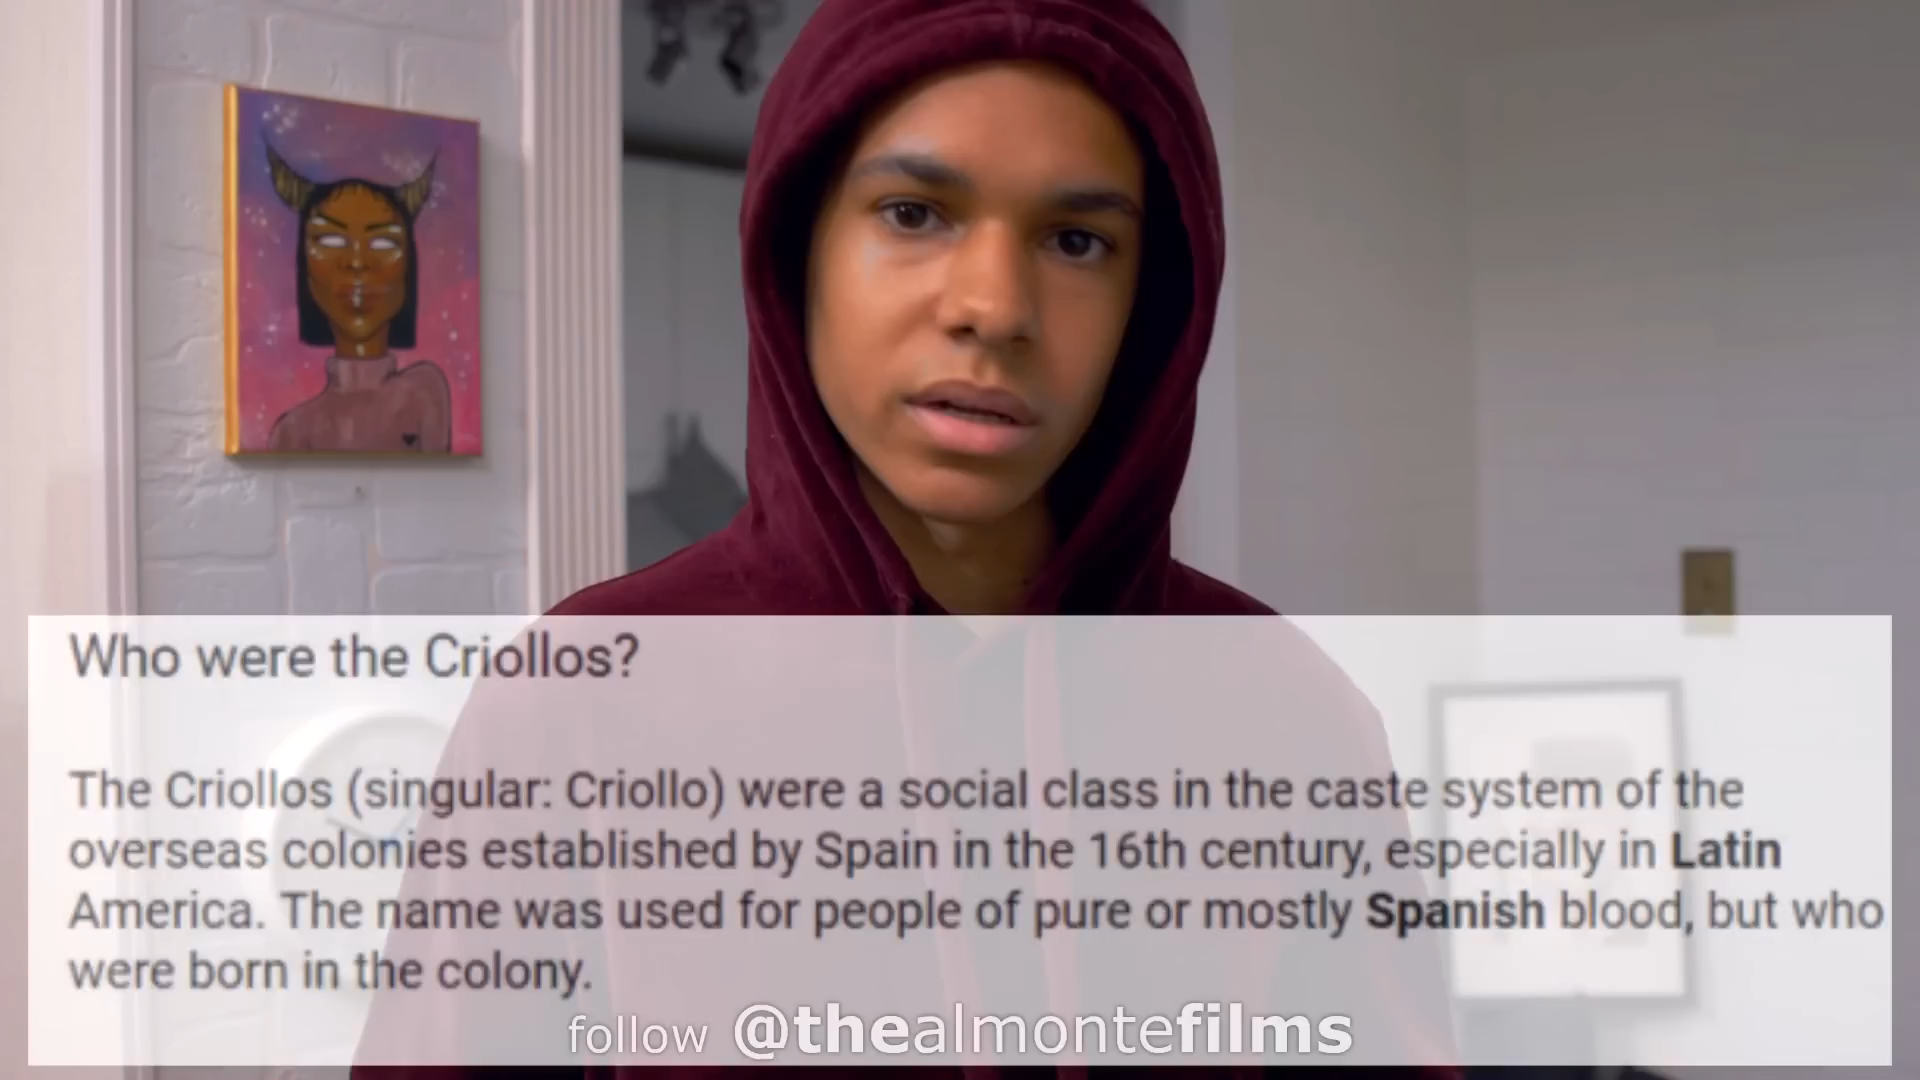 Who were the Criollos?
The Criollos (singular: Criollo) were a social class in the caste system of the
overseas colonies established by Spain in the 16th century, especially in Latin
America. The name was used for people of pure or mostly Spanish blood, but who
were born in the colony.
follow @thealmontefilms